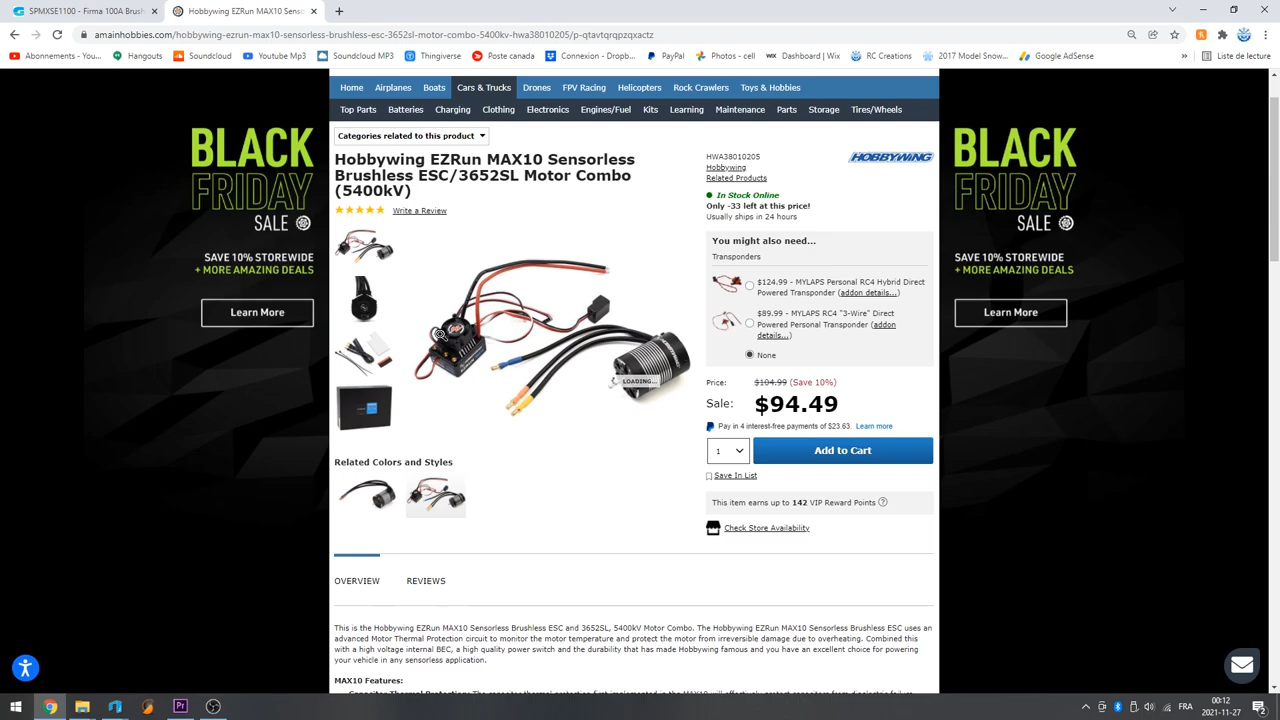 SPMXSE1100 - Firma 100A Brush
Hobbywing EZRun MAX10 Senso
amainhobbies.com/hobbywing-ezrun-max10-sensorless-brushless-esc-3652sl-motor-combo-5400kv-hwa38010205/p-qtavtqrqpzqxactz
Abonnements - You... Hangouts Soundcloud Youtube Mp3 Soundcloud MP3 Thingiverse Poste canada Connexion - Dropb... PayPal Photos - cell Dashboard | Wix RC Creations 2017 Model Snow... Google AdSense » Liste de lecture
Home Airplanes Boats Cars & Trucks Drones FPV Racing Helicopters Rock Crawlers Toys & Hobbies
Top Parts Batteries Charging Clothing Electronics Engines/Fuel Kits Learning Maintenance Parts Storage Tires/Wheels
Categories related to this product
Hobbywing EZRun MAX10 Sensorless
Brushless ESC/3652SL Motor Combo
(5400kV)
Write a Review
HWA38010205
Hobbywing
Related Products
HOBBYWING
In Stock Online
Only -33 left at this price!
Usually ships in 24 hours
You might also need...
Transponders
$124.99 - MYLAPS Personal RC4 Hybrid Direct
Powered Transponder (addon details...)
$89.99 - MYLAPS RC4 "3-Wire" Direct
Powered Personal Transponder (addon
details...)
None
LOADING...
Price: $104.99 (Save 10%)
Sale: $94.49
Pay in 4 interest-free payments of $23.63. Learn more
1
Add to Cart
Save In List
This item earns up to 142 VIP Reward Points
Check Store Availability
Related Colors and Styles
OVERVIEW REVIEWS
This is the Hobbywing EZRun MAX10 Sensorless Brushless ESC and 3652SL, 5400kV Motor Combo. The Hobbywing EZRun MAX10 Sensorless Brushless ESC uses an
advanced Motor Thermal Protection circuit to monitor the motor temperature and protect the motor from irreversible damage due to overheating. Combined this
with a high voltage internal BEC, a high quality power switch and the durability that has made Hobbywing famous and you have an excellent choice for powering
your vehicle in any sensorless application.
MAX10 Features:
BLACK
FRIDAY
SALE
SAVE 10% STOREWIDE
+ MORE AMAZING DEALS
Learn More
BLACK
FRIDAY
SALE
SAVE 10% STOREWIDE
+ MORE AMAZING DEALS
Learn More
FRA
00:12
2021-11-27
2